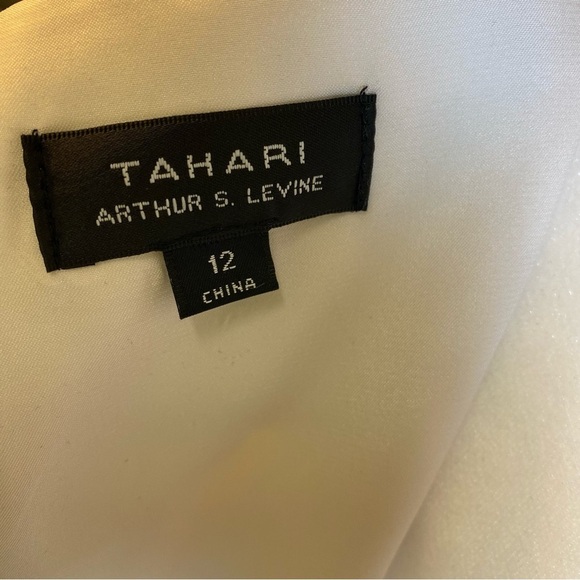 TAHARI
ARTHUR S. LEVINE
12
CHINA